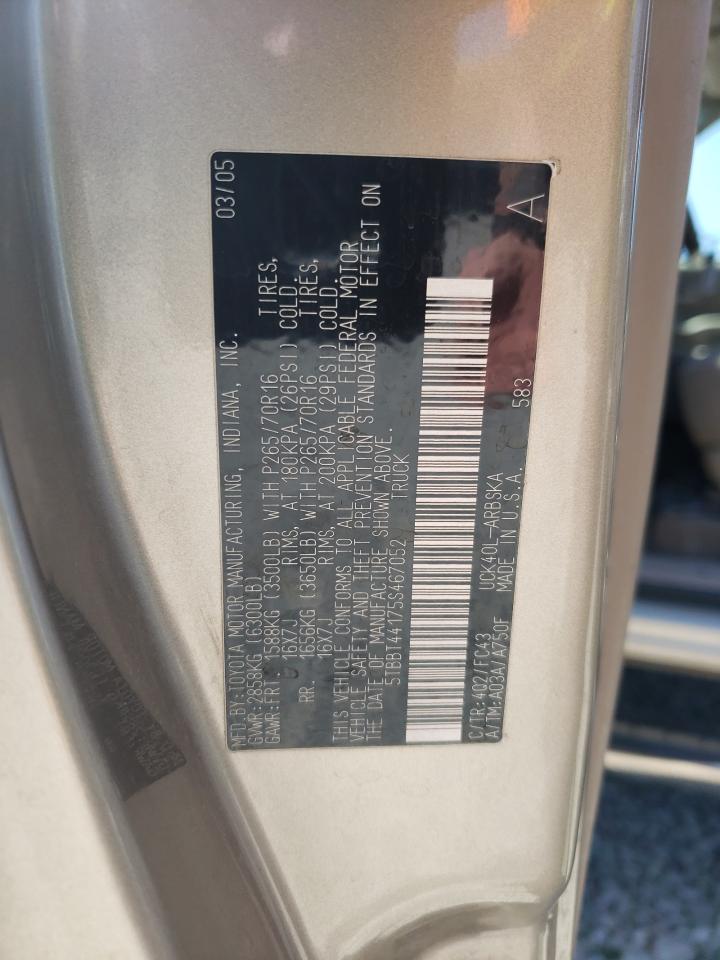 MFD.BY:TOYOTA MOTOR MANUFACTURING, INDIANA, INC. 03/05
GVWR:2858KG (6300LB)
GAWR:FRT. 1588KG (3500LB) WITH P265/70R16 TIRES,
16X7J RIMS, AT 180KPA (26PSI) COLD.
RR. 1656KG (3650LB) WITH P265/70R16 TIRES,
16X7J RIMS, AT 200KPA (29PSI) COLD.
THIS VEHICLE CONFORMS TO ALL APPLICABLE FEDERAL MOTOR
VEHICLE SAFETY AND THEFT PREVENTION STANDARDS IN EFFECT ON
THE DATE OF MANUFACTURE SHOWN ABOVE.
5TBBT44175S467052 TRUCK
C/TR:4Q2/FC43 UCK40L-ARBSKA
A/TM:A03A/A750F MADE IN U.S.A. 583 A